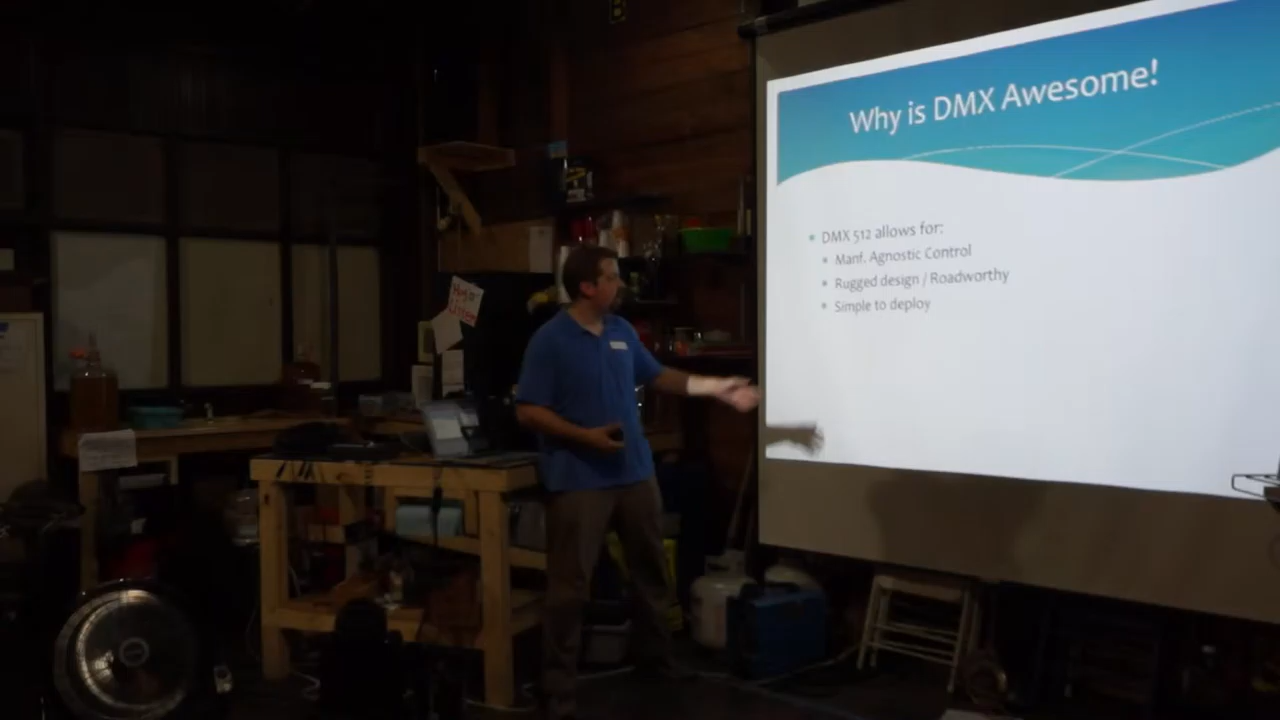 Why is DMX Awesome!
DMX 512 allows for:
Manf. Agnostic Control
Rugged design / Roadworthy
Simple to deploy